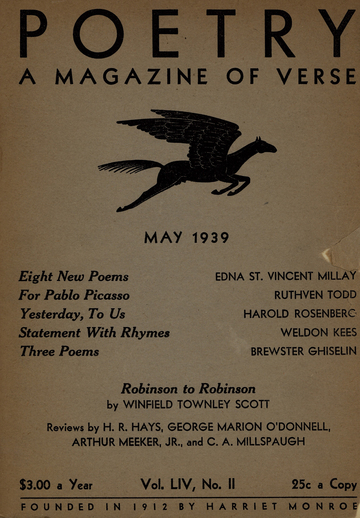 POETRY
A MAGAZINE OF VERSE
MAY 1939
Eight New Poems EDNA ST. VINCENT MILLAY
For Pablo Picasso RUTHVEN TODD
Yesterday, To Us HAROLD ROSENBERG
Statement With Rhymes WELDON KEES
Three Poems BREWSTER GHISELIN
Robinson to Robinson
by WINFIELD TOWNLEY SCOTT
Reviews by H. R. HAYS, GEORGE MARION O'DONNELL,
ARTHUR MEEKER, JR., and C. A. MILLSPAUGH
$3.00 a Year Vol. LIV, No. II 25c a Copy
FOUNDED IN 1912 BY HARRIET MONROE